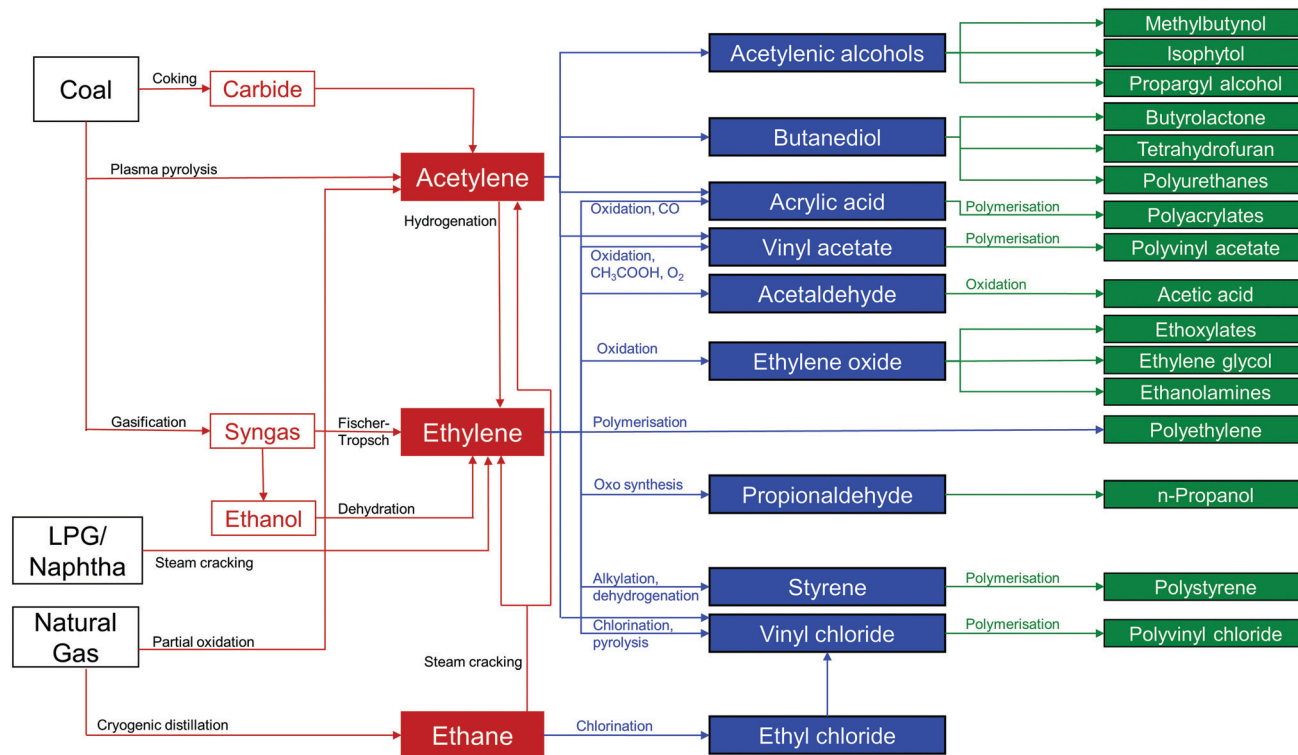 Methylbutynol
Acetylenic alcohols
Isophytol
Coal
Coking
Carbide
Propargyl alcohol
Butyrolactone
Butanediol
Tetrahydrofuran
Plasma pyrolysis
Acetylene
Polyurethanes
Acrylic acid
Polymerisation
Polyacrylates
Hydrogenation
Oxidation, CO
Vinyl acetate
Polymerisation
Polyvinyl acetate
Oxidation,
CH₃COOH, O₂
Acetaldehyde
Oxidation
Acetic acid
Ethoxylates
Oxidation
Ethylene oxide
Ethylene glycol
Ethanolamines
Gasification
Syngas
Fischer-
Tropsch
Ethylene
Polymerisation
Polyethylene
Oxo synthesis
Propionaldehyde
n-Propanol
Ethanol
Dehydration
LPG/
Naphtha
Steam cracking
Alkylation,
dehydrogenation
Styrene
Polymerisation
Polystyrene
Natural
Gas
Partial oxidation
Chlorination,
pyrolysis
Vinyl chloride
Polymerisation
Polyvinyl chloride
Steam cracking
Cryogenic distillation
Ethane
Chlorination
Ethyl chloride